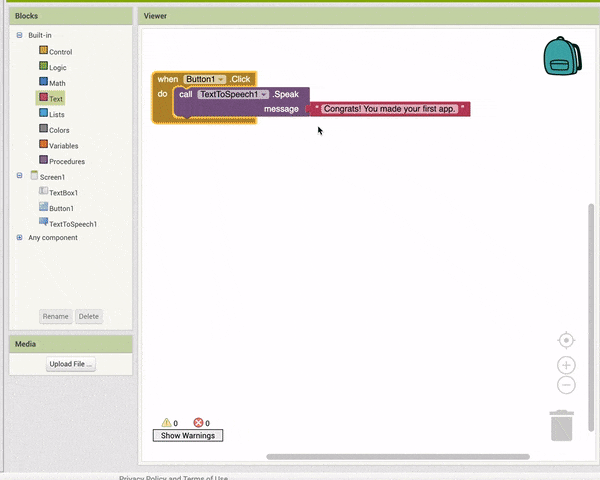 Blocks
Built-in
Control
Logic
Math
Text
Lists
Colors
Variables
Procedures
Screen1
TextBox1
Button1
TextToSpeech1
Any component
Rename Delete
Media
Upload File ...
Viewer
when Button1 .Click
do call TextToSpeech1 .Speak
message " Congrats! You made your first app. "
0 0
Show Warnings
Privacy Policy and Terms of Use